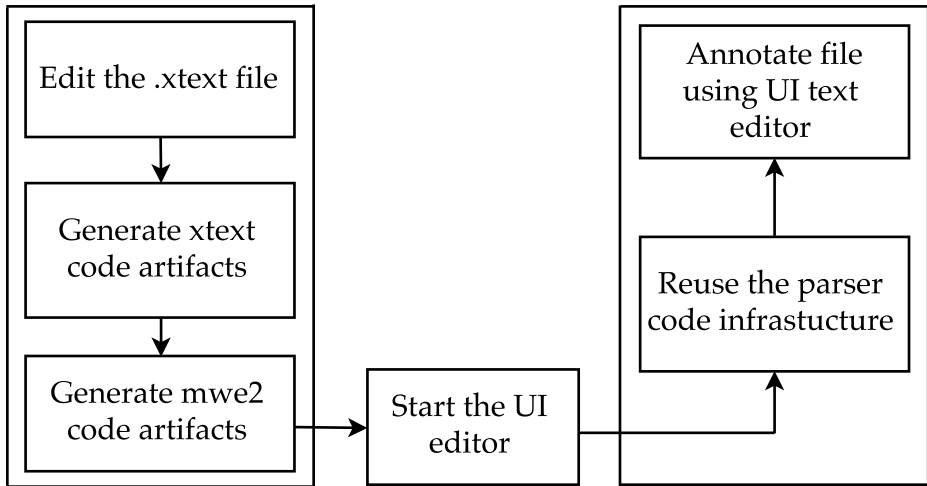 Edit the .xtext file
Generate xtext
code artifacts
Generate mwe2
code artifacts
Start the UI
editor
Reuse the parser
code infrastucture
Annotate file
using UI text
editor